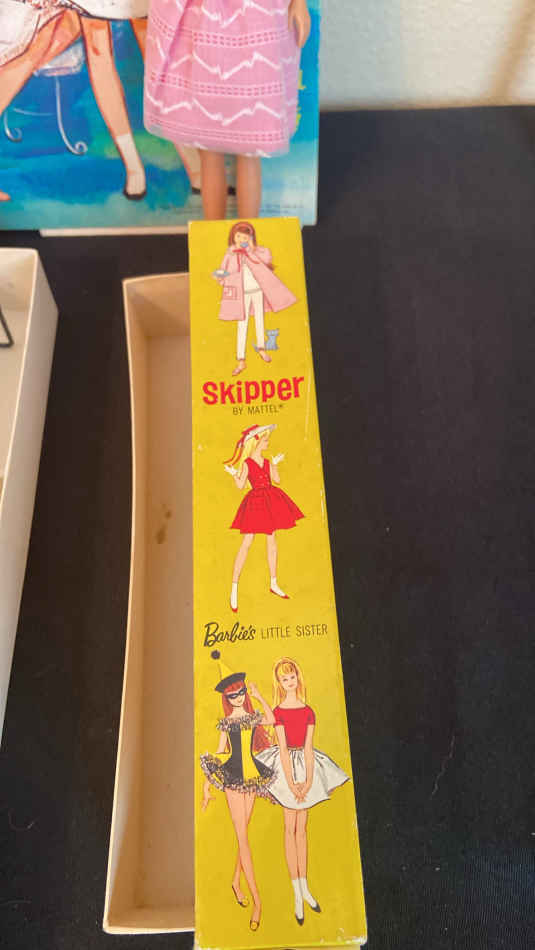 Skipper
BY MATTEL®
Barbie's LITTLE SISTER